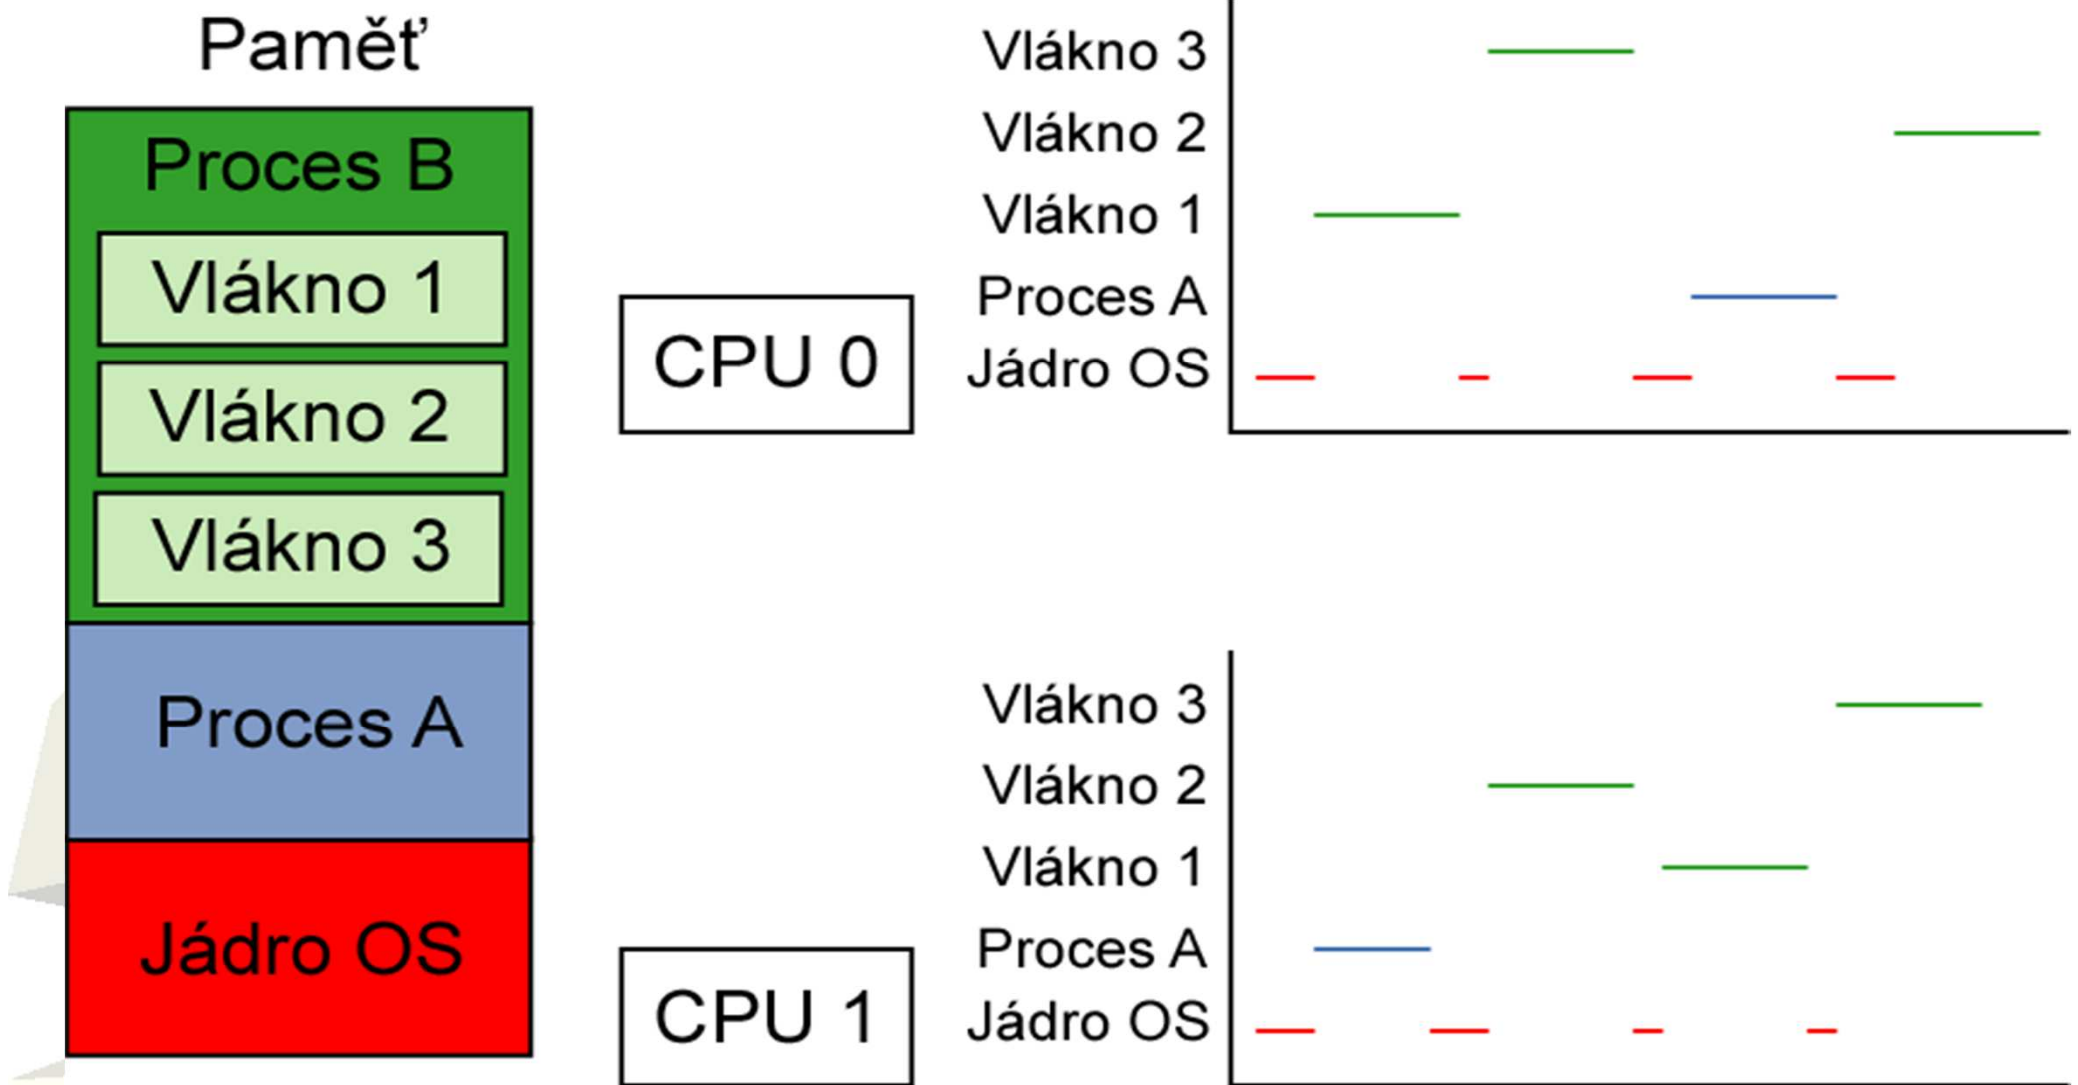 Paměť
Proces B
Vlákno 1
Vlákno 2
Vlákno 3
Proces A
Jádro OS
CPU 0
Vlákno 3
Vlákno 2
Vlákno 1
Proces A
Jádro OS
CPU 1
Vlákno 3
Vlákno 2
Vlákno 1
Proces A
Jádro OS